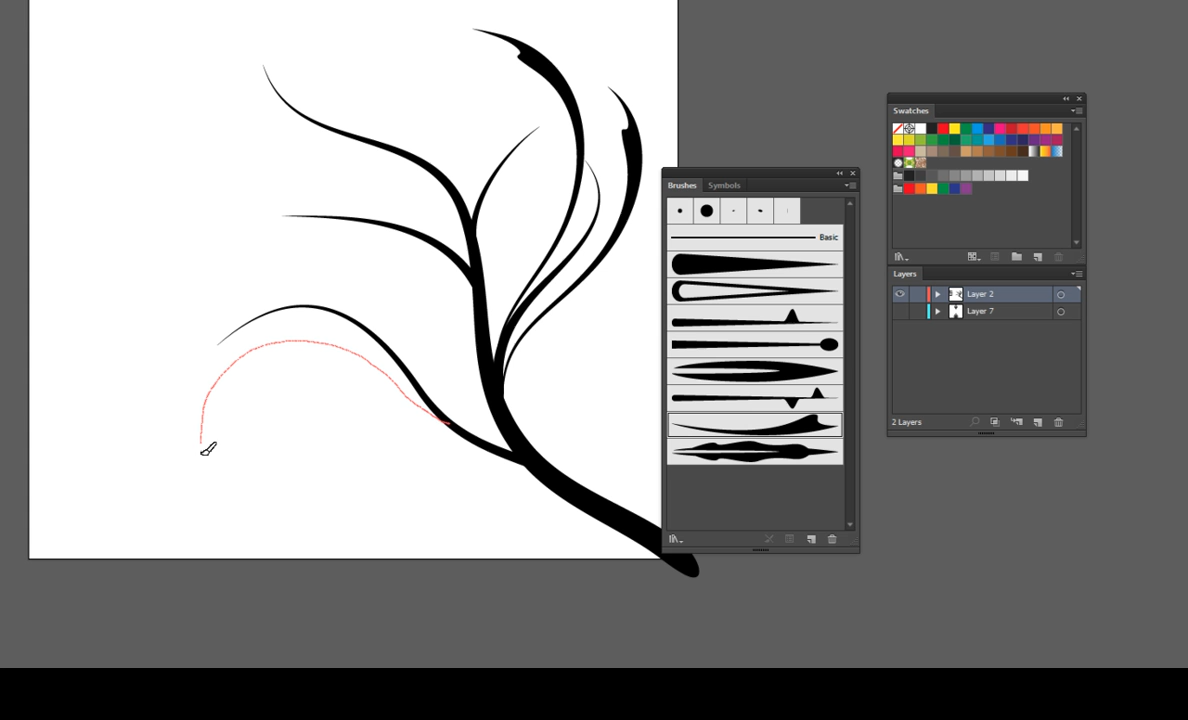 Swatches
Brushes
Symbols
Basic
Layers
Layer 2
Layer 7
2 Layers